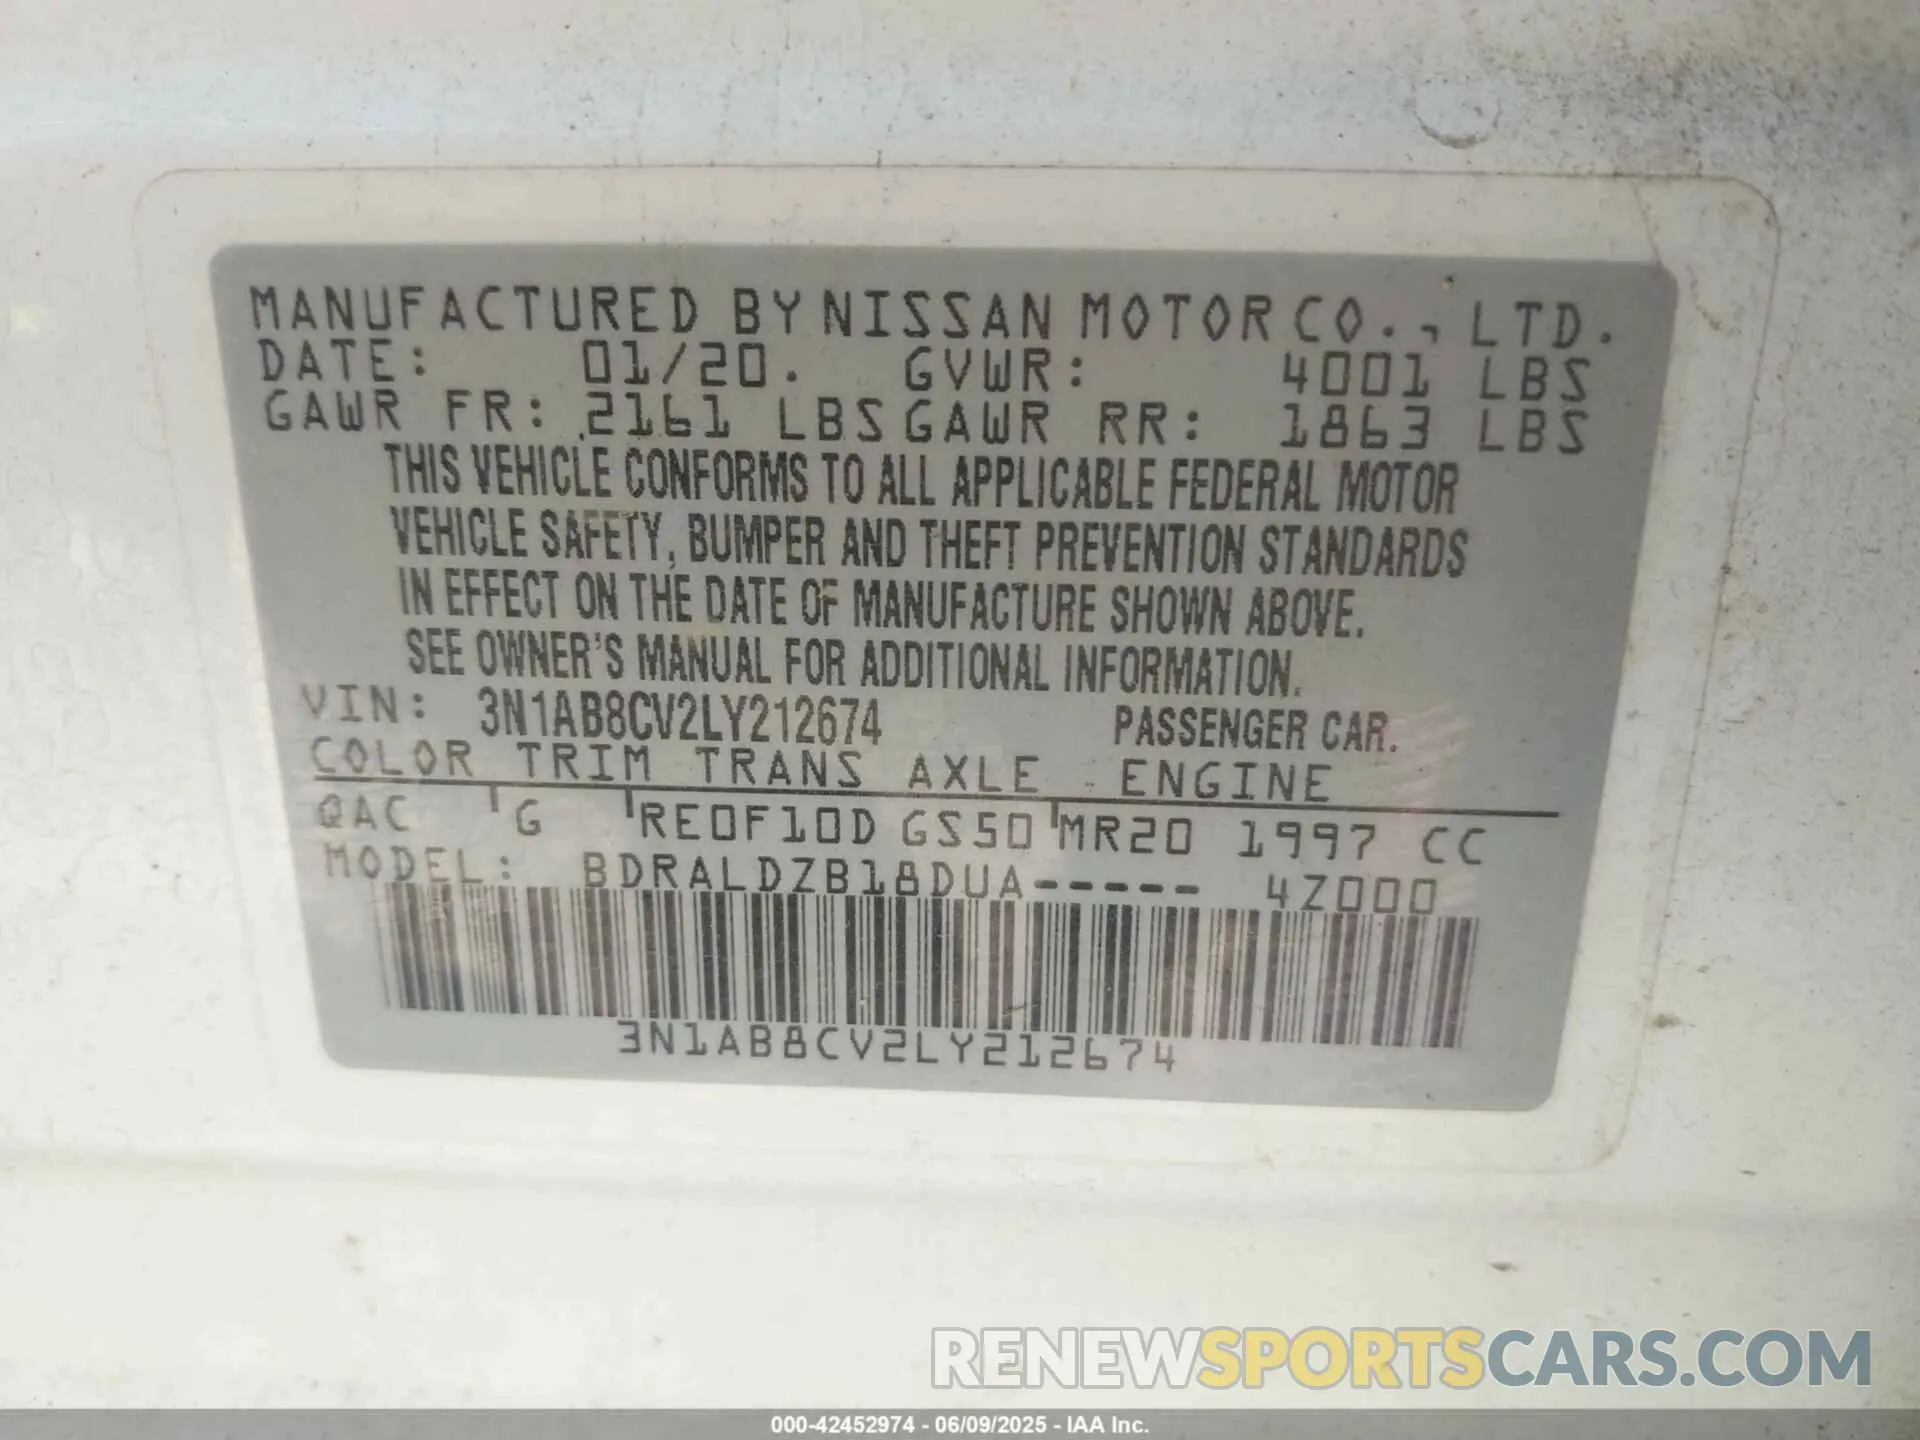 MANUFACTURED BY NISSAN MOTOR CO., LTD.
DATE: 01/20. GVWR: 4001 LBS
GAWR FR: 2161 LBS GAWR RR: 1863 LBS
THIS VEHICLE CONFORMS TO ALL APPLICABLE FEDERAL MOTOR
VEHICLE SAFETY, BUMPER AND THEFT PREVENTION STANDARDS
IN EFFECT ON THE DATE OF MANUFACTURE SHOWN ABOVE.
SEE OWNER'S MANUAL FOR ADDITIONAL INFORMATION.
VIN: 3N1AB8CV2LY212674 PASSENGER CAR.
COLOR TRIM TRANS AXLE ENGINE
QAC G RE0F10D GS50 MR20 1997 CC
MODEL: BDRALDZB18DUA----- 4Z000
3N1AB8CV2LY212674
RENEWSPORTSCARS.COM
000-42452974 - 06/09/2025 - IAA Inc.